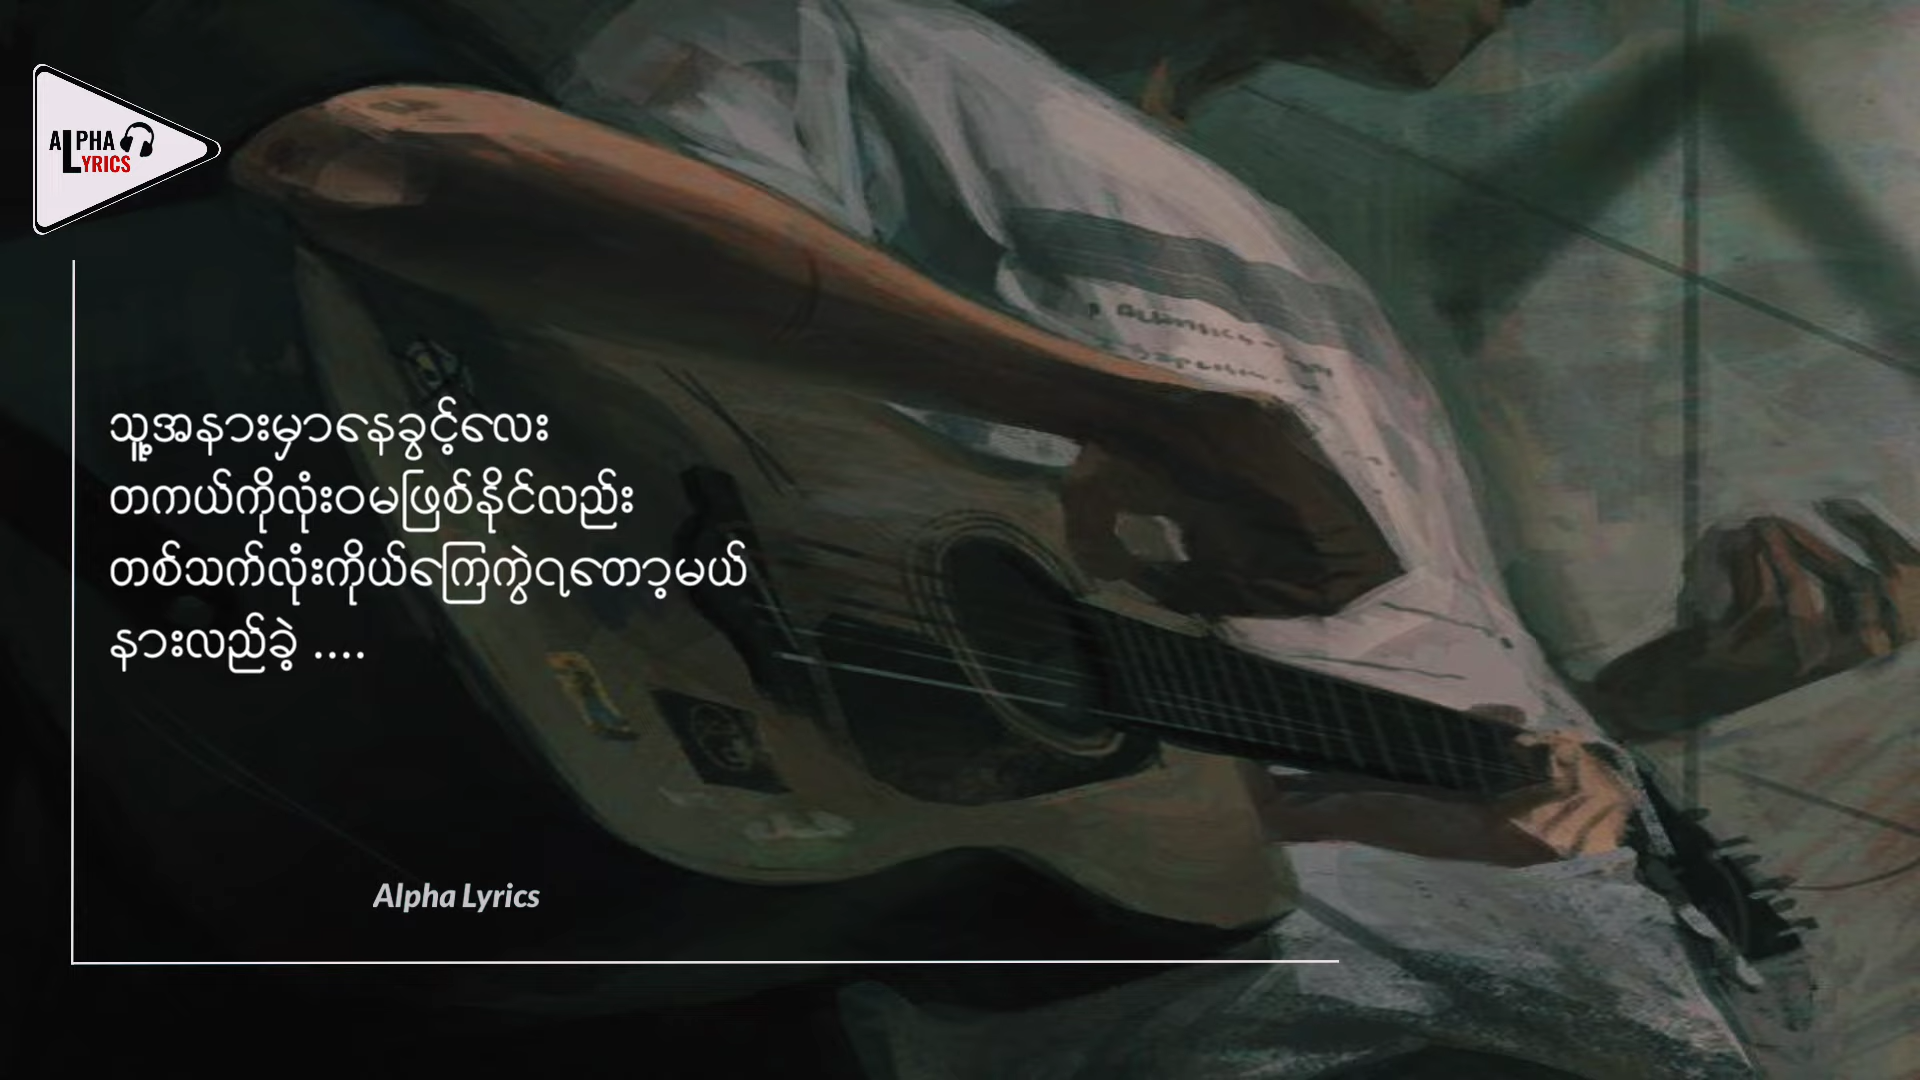 ALPHA
LYRICS
သူ့အနားမှာနေခွင့်လေး
တကယ်ကိုလုံးဝမဖြစ်နိုင်လည်း
တစ်သက်လုံးကိုယ်ကြေကွဲရတော့မယ်
နားလည်ခဲ့ ....
Alpha Lyrics